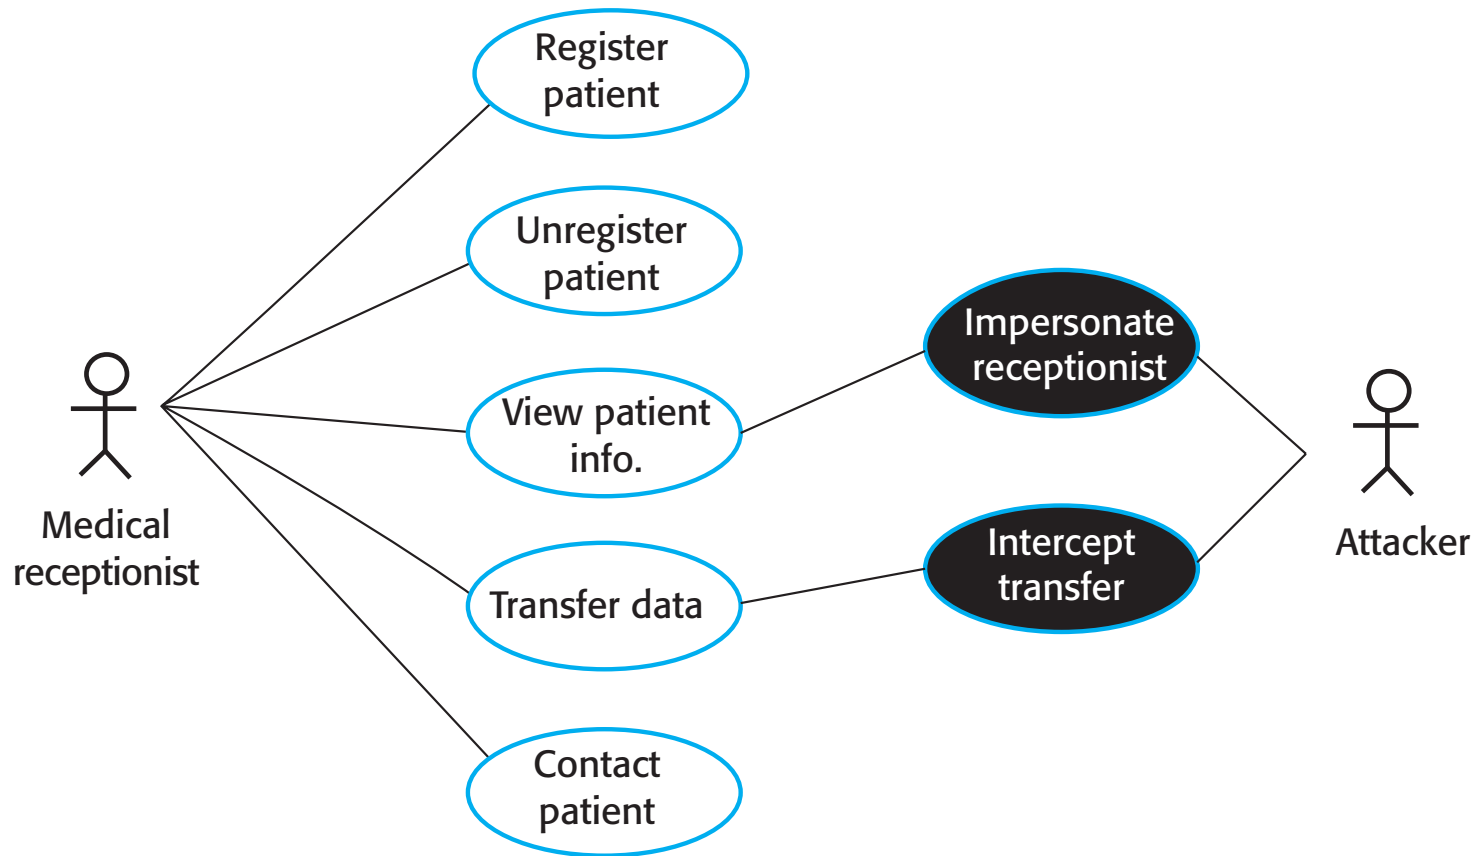 Register
patient
Unregister
patient
Impersonate
receptionist
View patient
info.
Medical
receptionist
Intercept
transfer
Attacker
Transfer data
Contact
patient